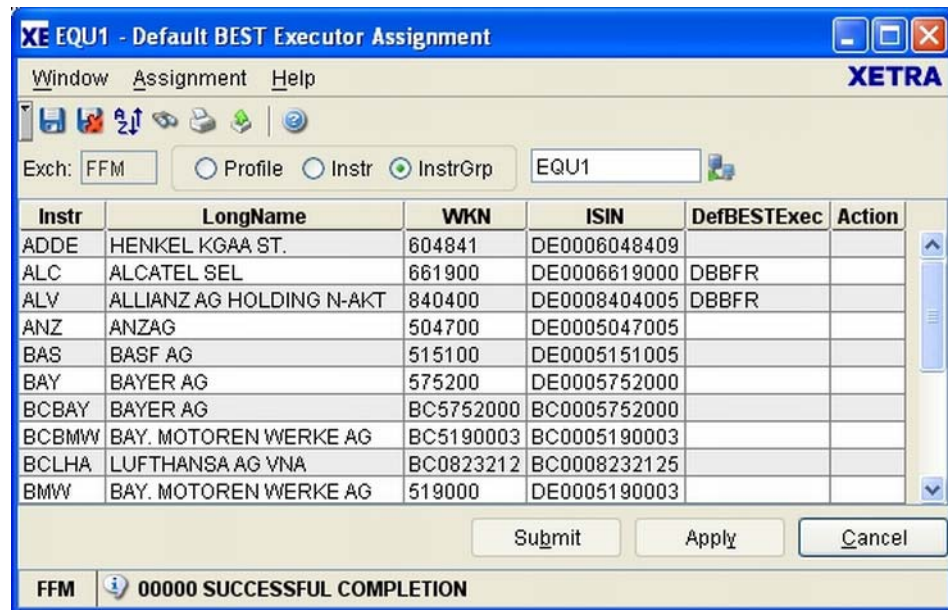 XE EQU1 - Default BEST Executor Assignment
Window Assignment Help XETRA
Exch: FFM Profile Instr InstrGrp EQU1
Instr LongName WKN ISIN DefBESTExec Action
ADDE HENKEL KGAA ST. 604841 DE0006048409
ALC ALCATEL SEL 661900 DE0006619000 DBBFR
ALV ALLIANZ AG HOLDING N-AKT 840400 DE0008404005 DBBFR
ANZ ANZAG 504700 DE0005047005
BAS BASF AG 515100 DE0005151005
BAY BAYER AG 575200 DE0005752000
BCBAY BAYER AG BC5752000 BC0005752000
BCBMW BAY. MOTOREN WERKE AG BC5190003 BC0005190003
BCLHA LUFTHANSA AG VNA BC0823212 BC0008232125
BMW BAY. MOTOREN WERKE AG 519000 DE0005190003
Submit Apply Cancel
FFM 00000 SUCCESSFUL COMPLETION